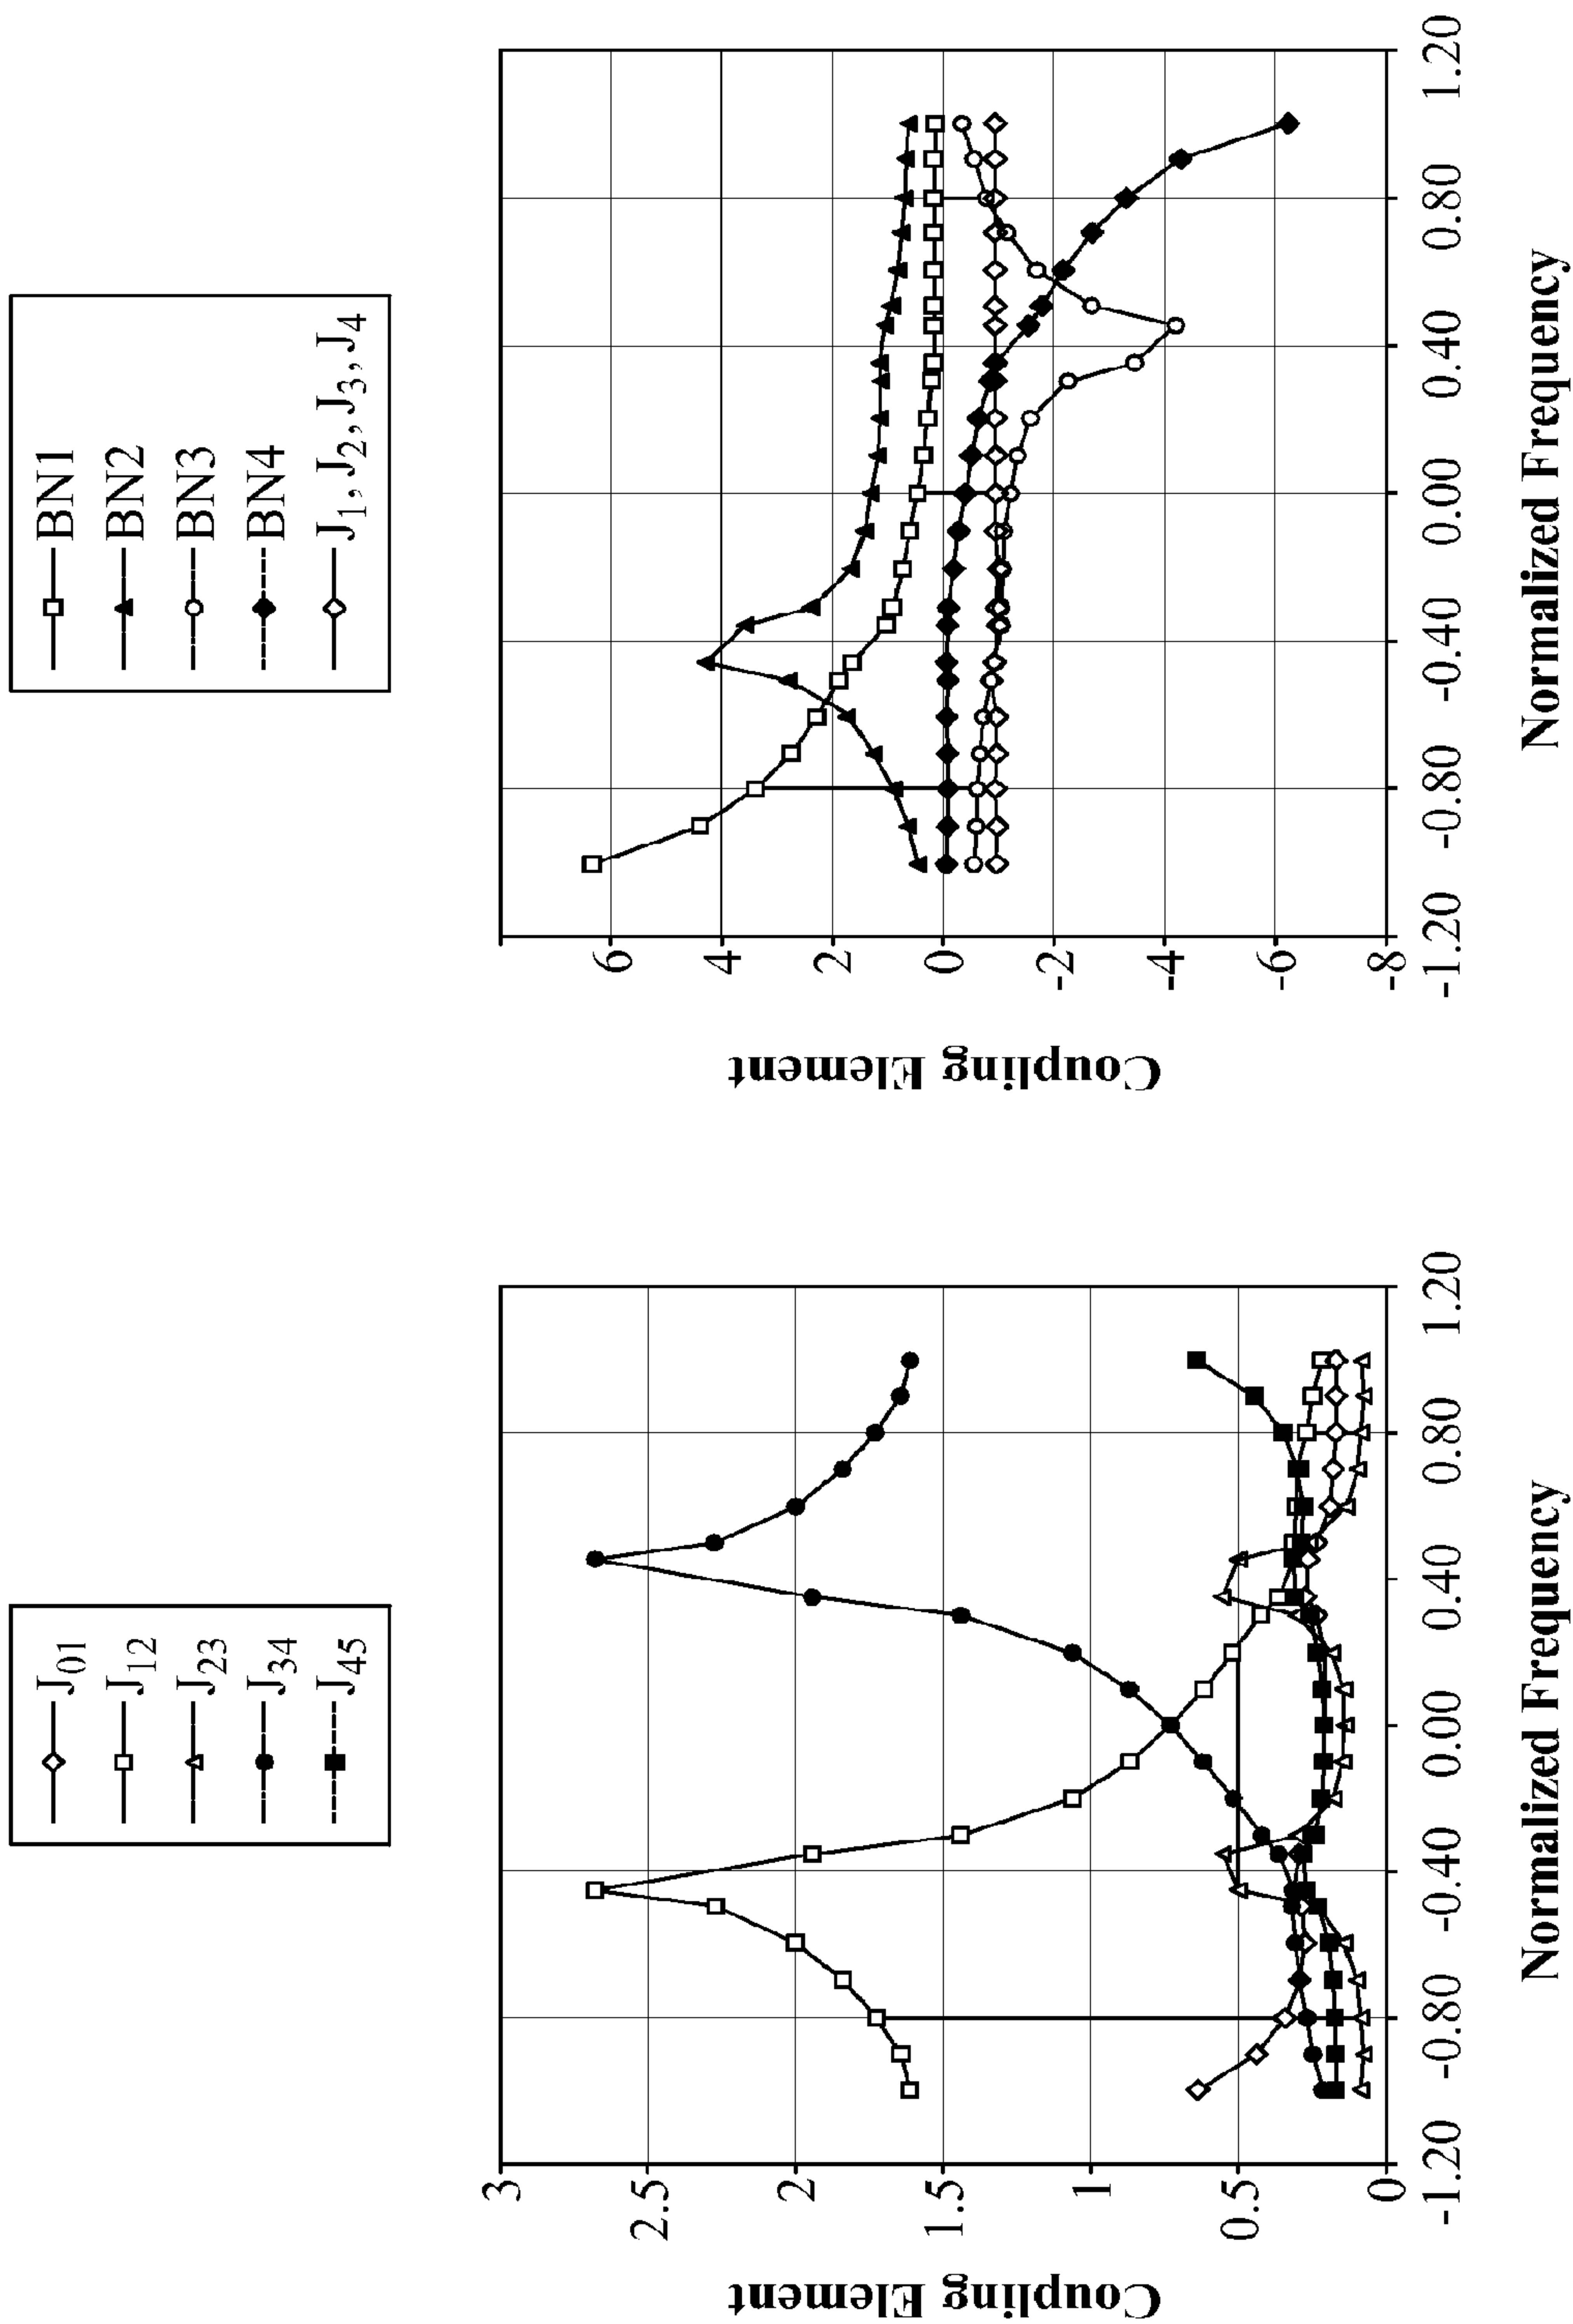 J01
J12
J23
J34
J45
Coupling Element
3
2.5
2
1.5
1
0.5
0
-1.20
-0.80
-0.40
0.00
0.40
0.80
1.20
Normalized Frequency
BN1
BN2
BN3
BN4
J1, J2, J3, J4
Coupling Element
6
4
2
0
-2
-4
-6
-8
-1.20
-0.80
-0.40
0.00
0.40
0.80
1.20
Normalized Frequency